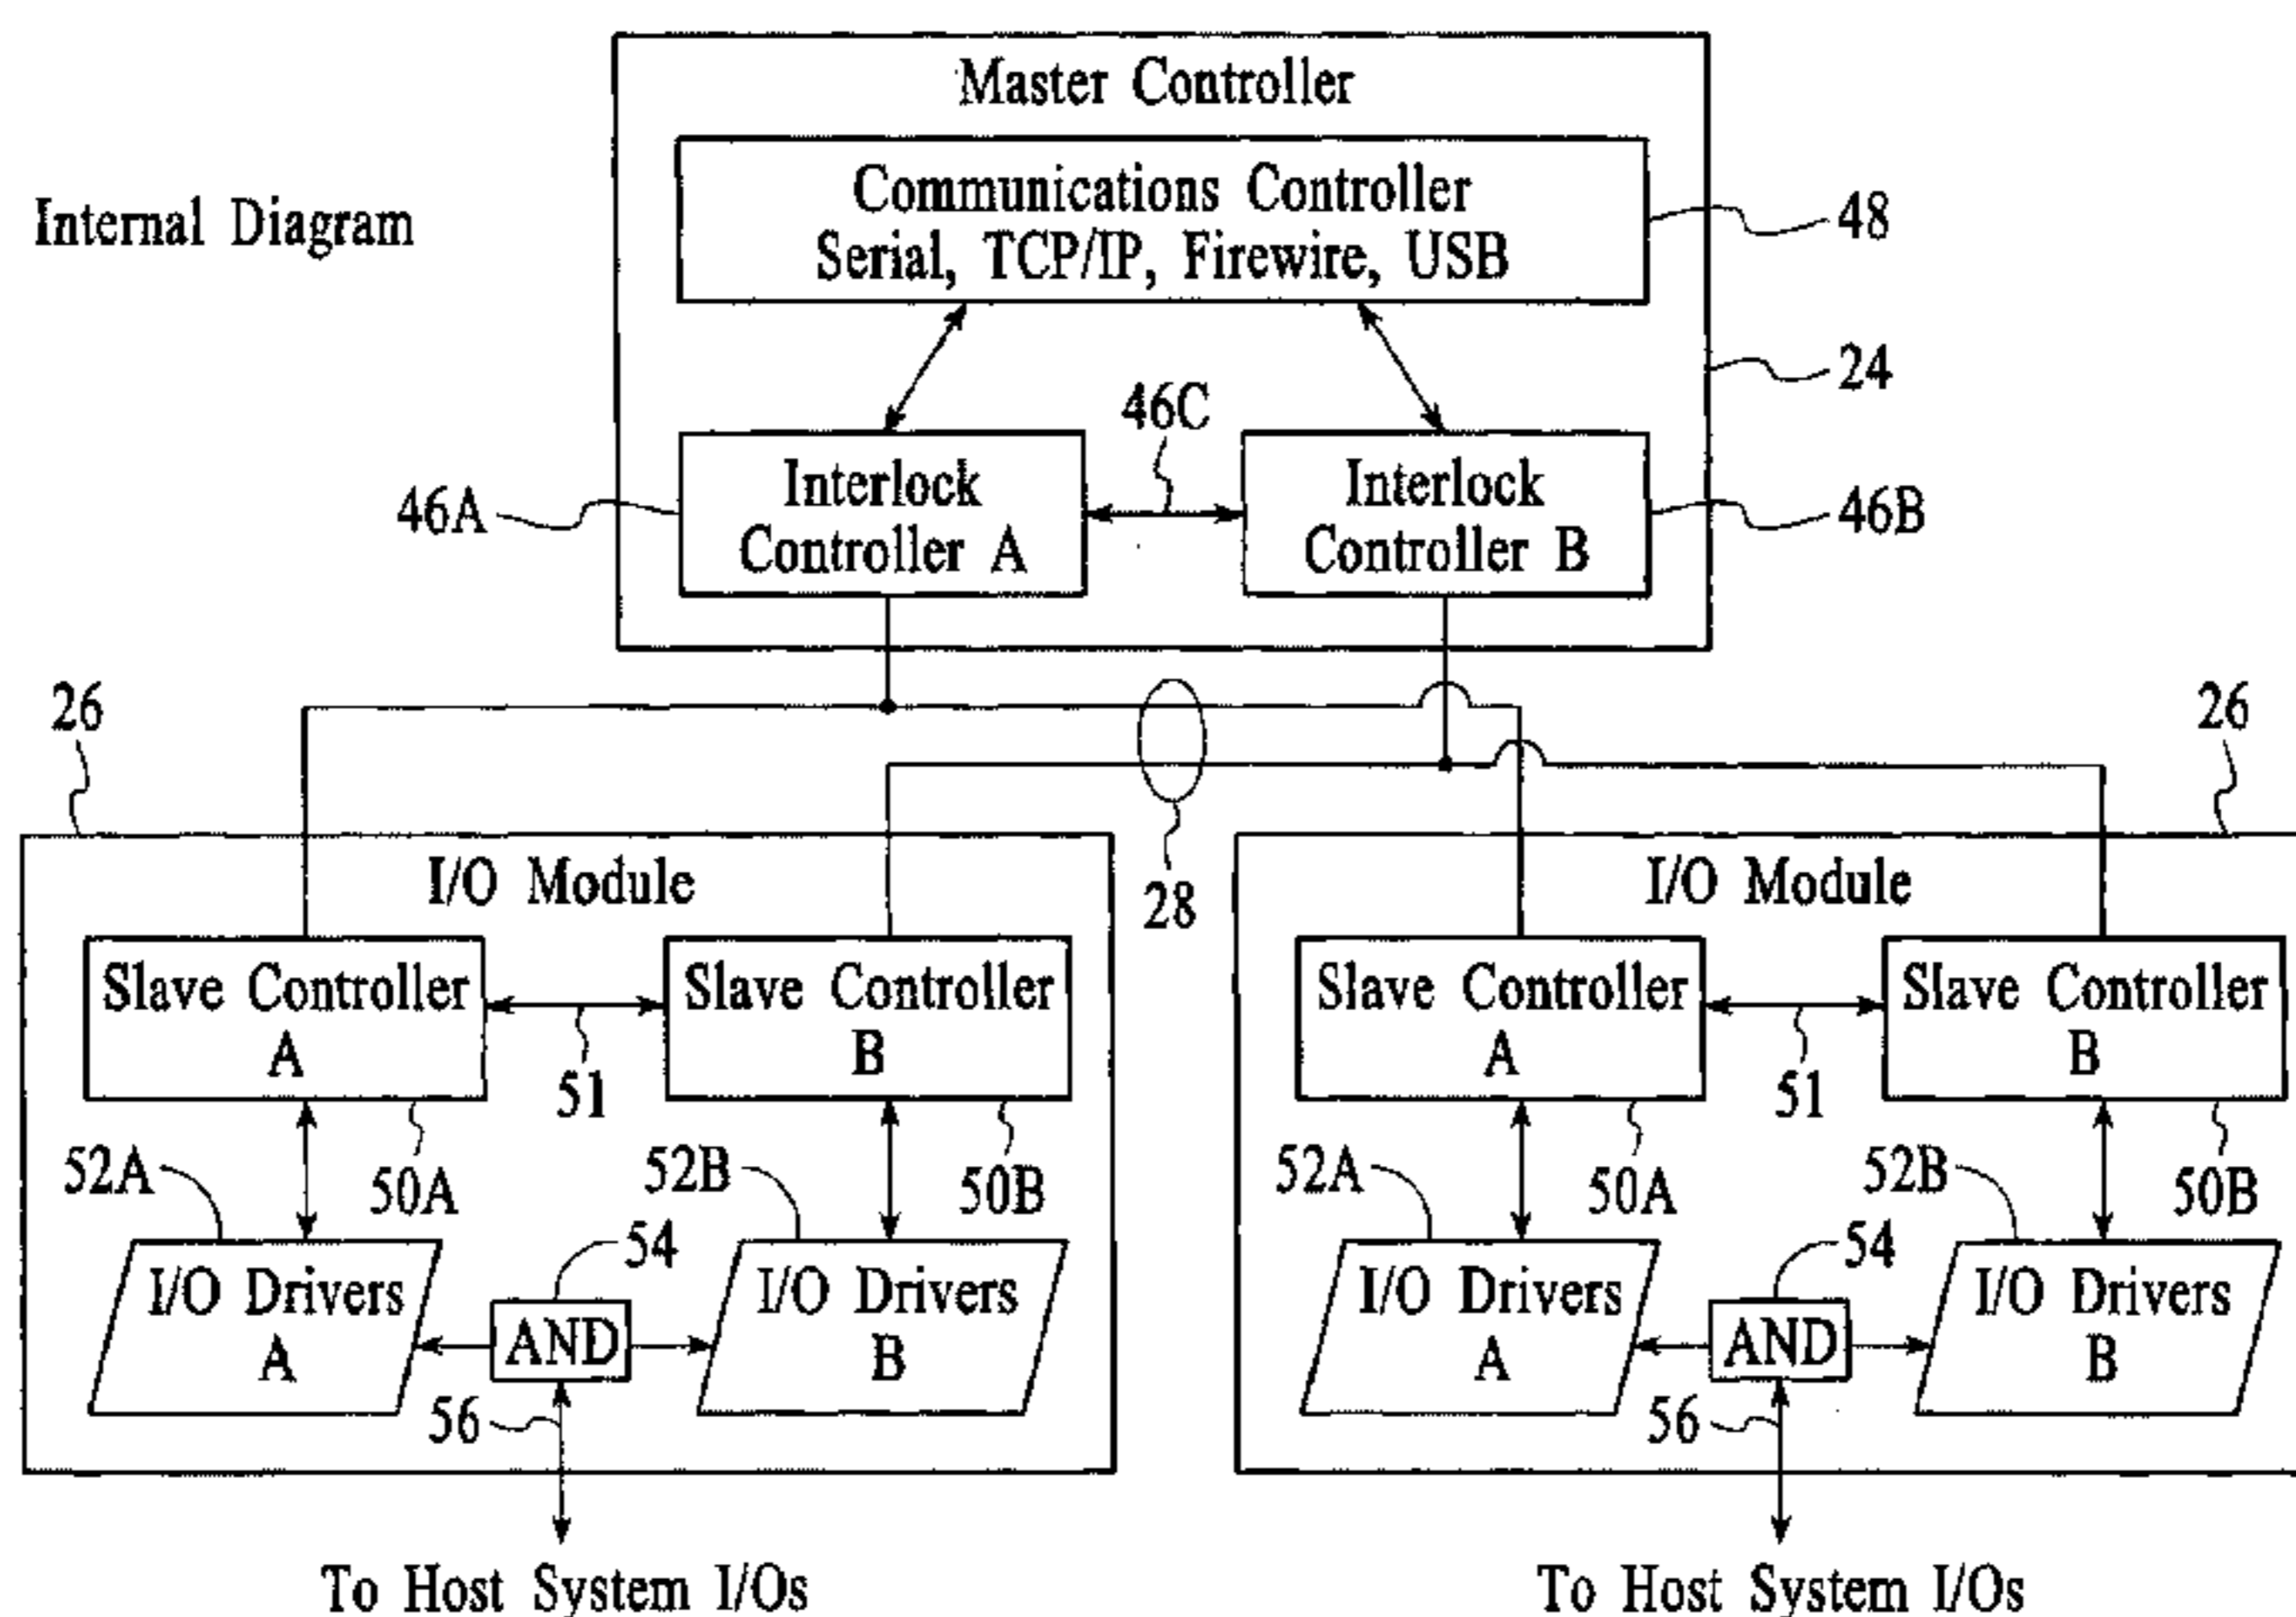 Master Controller
Communications Controller
Serial, TCP/IP, Firewire, USB
Internal Diagram
48
24
46C
46A
Interlock
Controller A
Interlock
Controller B
46B
26
28
26
I/O Module
Slave Controller
A
51
Slave Controller
B
52A
50A
52B
50B
54
I/O Drivers
A
AND
I/O Drivers
B
56
To Host System I/Os
I/O Module
Slave Controller
A
51
Slave Controller
B
52A
50A
52B
50B
54
I/O Drivers
A
AND
I/O Drivers
B
56
To Host System I/Os